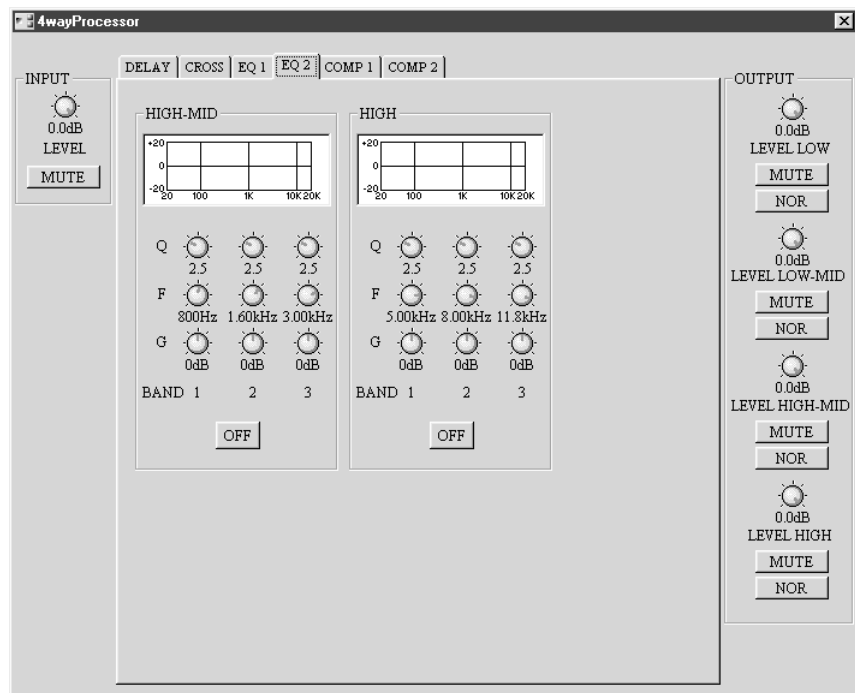 4wayProcessor
DELAY CROSS EQ 1 EQ 2 COMP 1 COMP 2
INPUT
0.0dB
LEVEL
MUTE
HIGH-MID
+20
0
-20
20 100 1K 10K 20K
Q
2.5 2.5 2.5
F
800Hz 1.60kHz 3.00kHz
G
0dB 0dB 0dB
BAND 1 2 3
OFF
HIGH
+20
0
-20
20 100 1K 10K 20K
Q
2.5 2.5 2.5
F
5.00kHz 8.00kHz 11.8kHz
G
0dB 0dB 0dB
BAND 1 2 3
OFF
OUTPUT
0.0dB
LEVEL LOW
MUTE
NOR
0.0dB
LEVEL LOW-MID
MUTE
NOR
0.0dB
LEVEL HIGH-MID
MUTE
NOR
0.0dB
LEVEL HIGH
MUTE
NOR